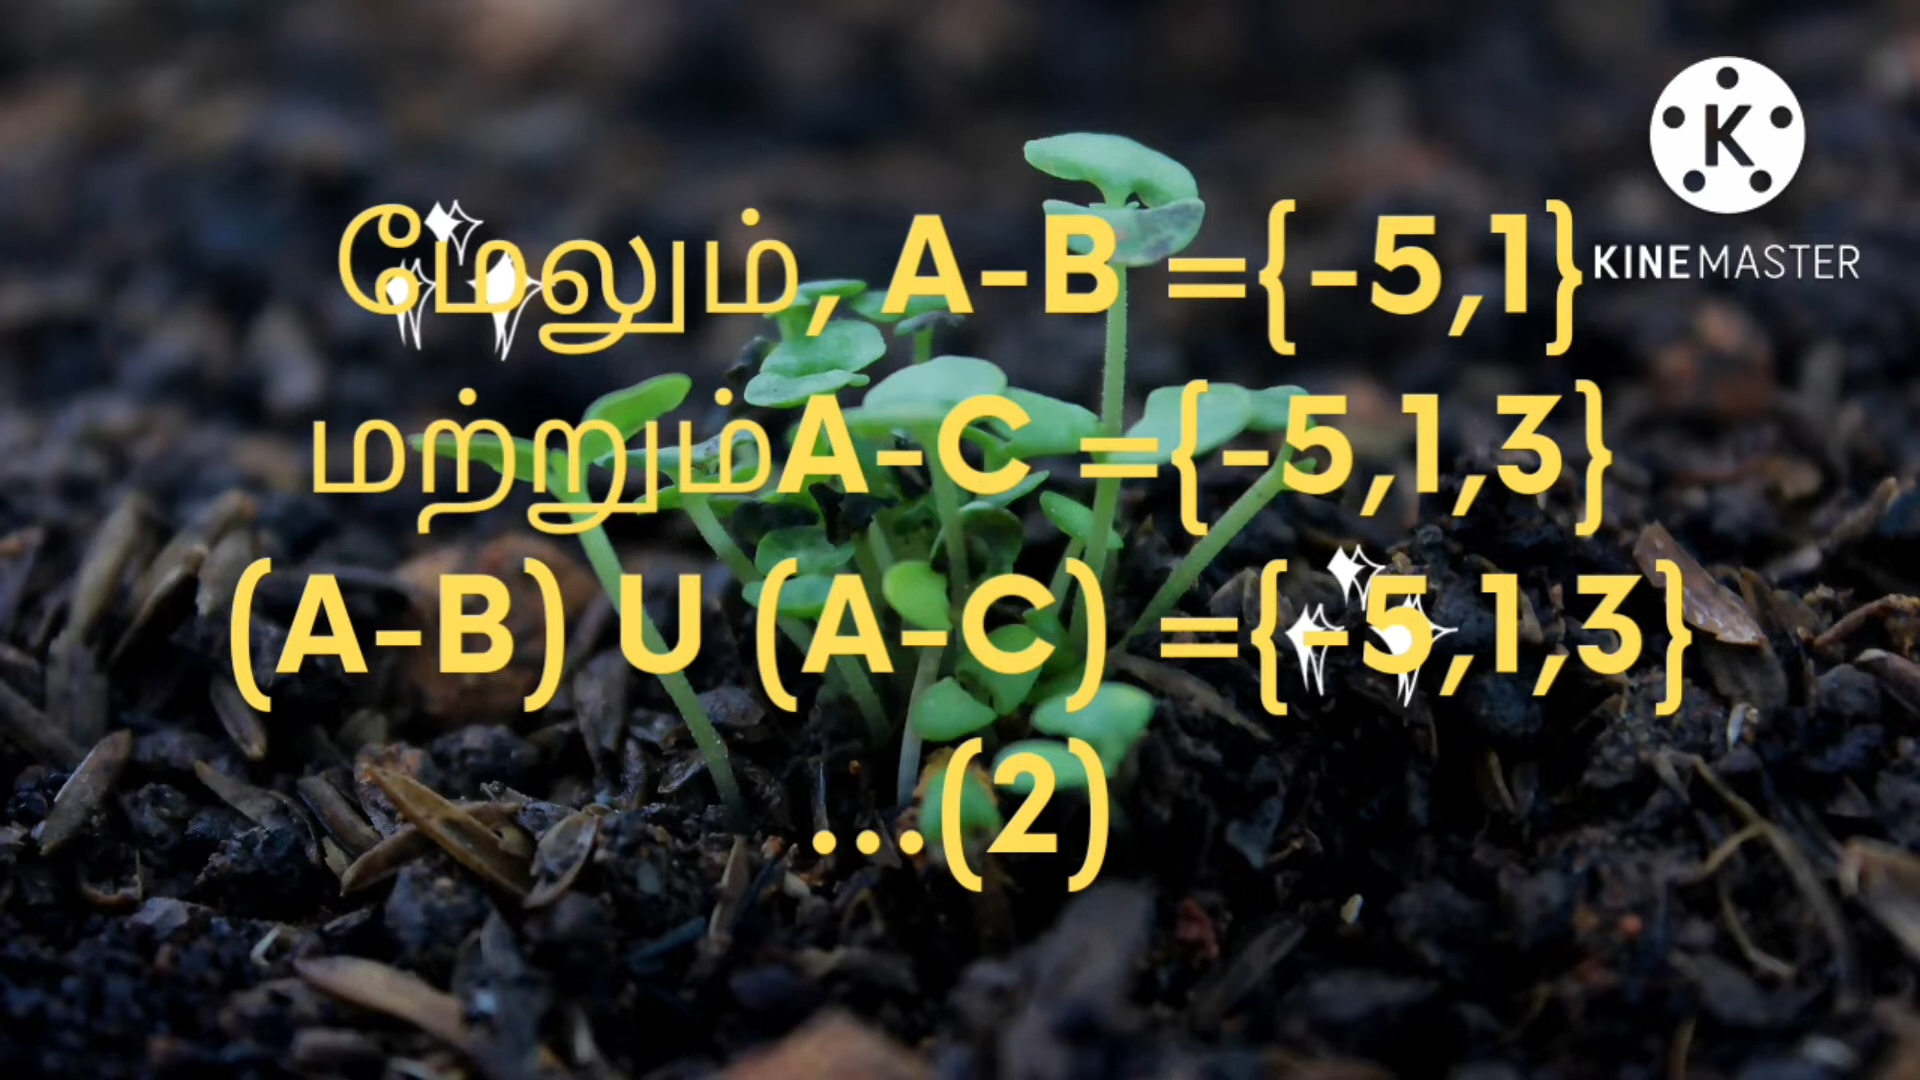 மேலும், A-B ={-5,1}
மற்றும்A-C ={-5,1,3}
(A-B) U (A-C) ={-5,1,3}
...(2)
K
KINEMASTER